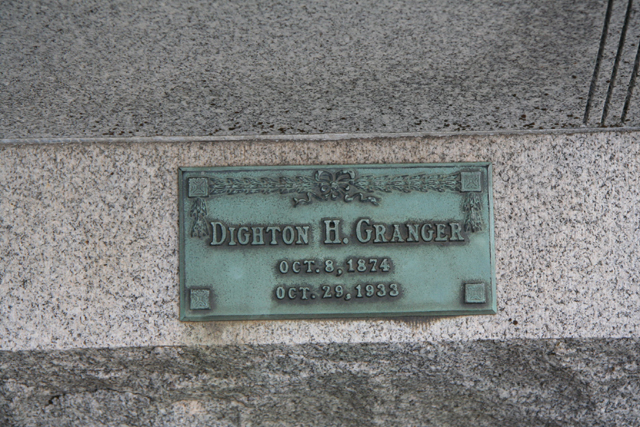 DIGHTON H. GRANGER
OCT. 8, 1874
OCT. 29, 1933